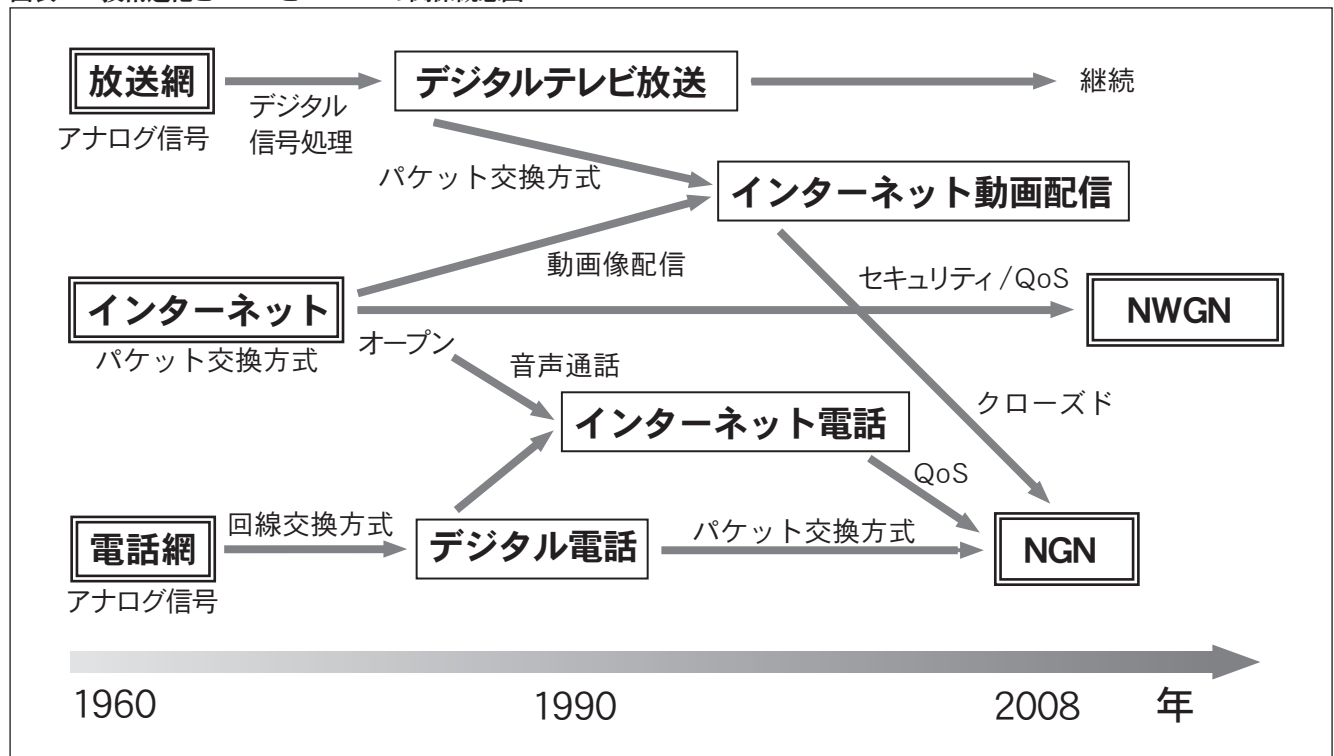 放送網
アナログ信号
デジタル
信号処理
デジタルテレビ放送
継続
パケット交換方式
インターネット動画配信
動画像配信
インターネット
パケット交換方式
セキュリティ/QoS
NWGN
オープン
音声通話
インターネット電話
クローズド
QoS
電話網
アナログ信号
回線交換方式
デジタル電話
パケット交換方式
NGN
1960
1990
2008
年